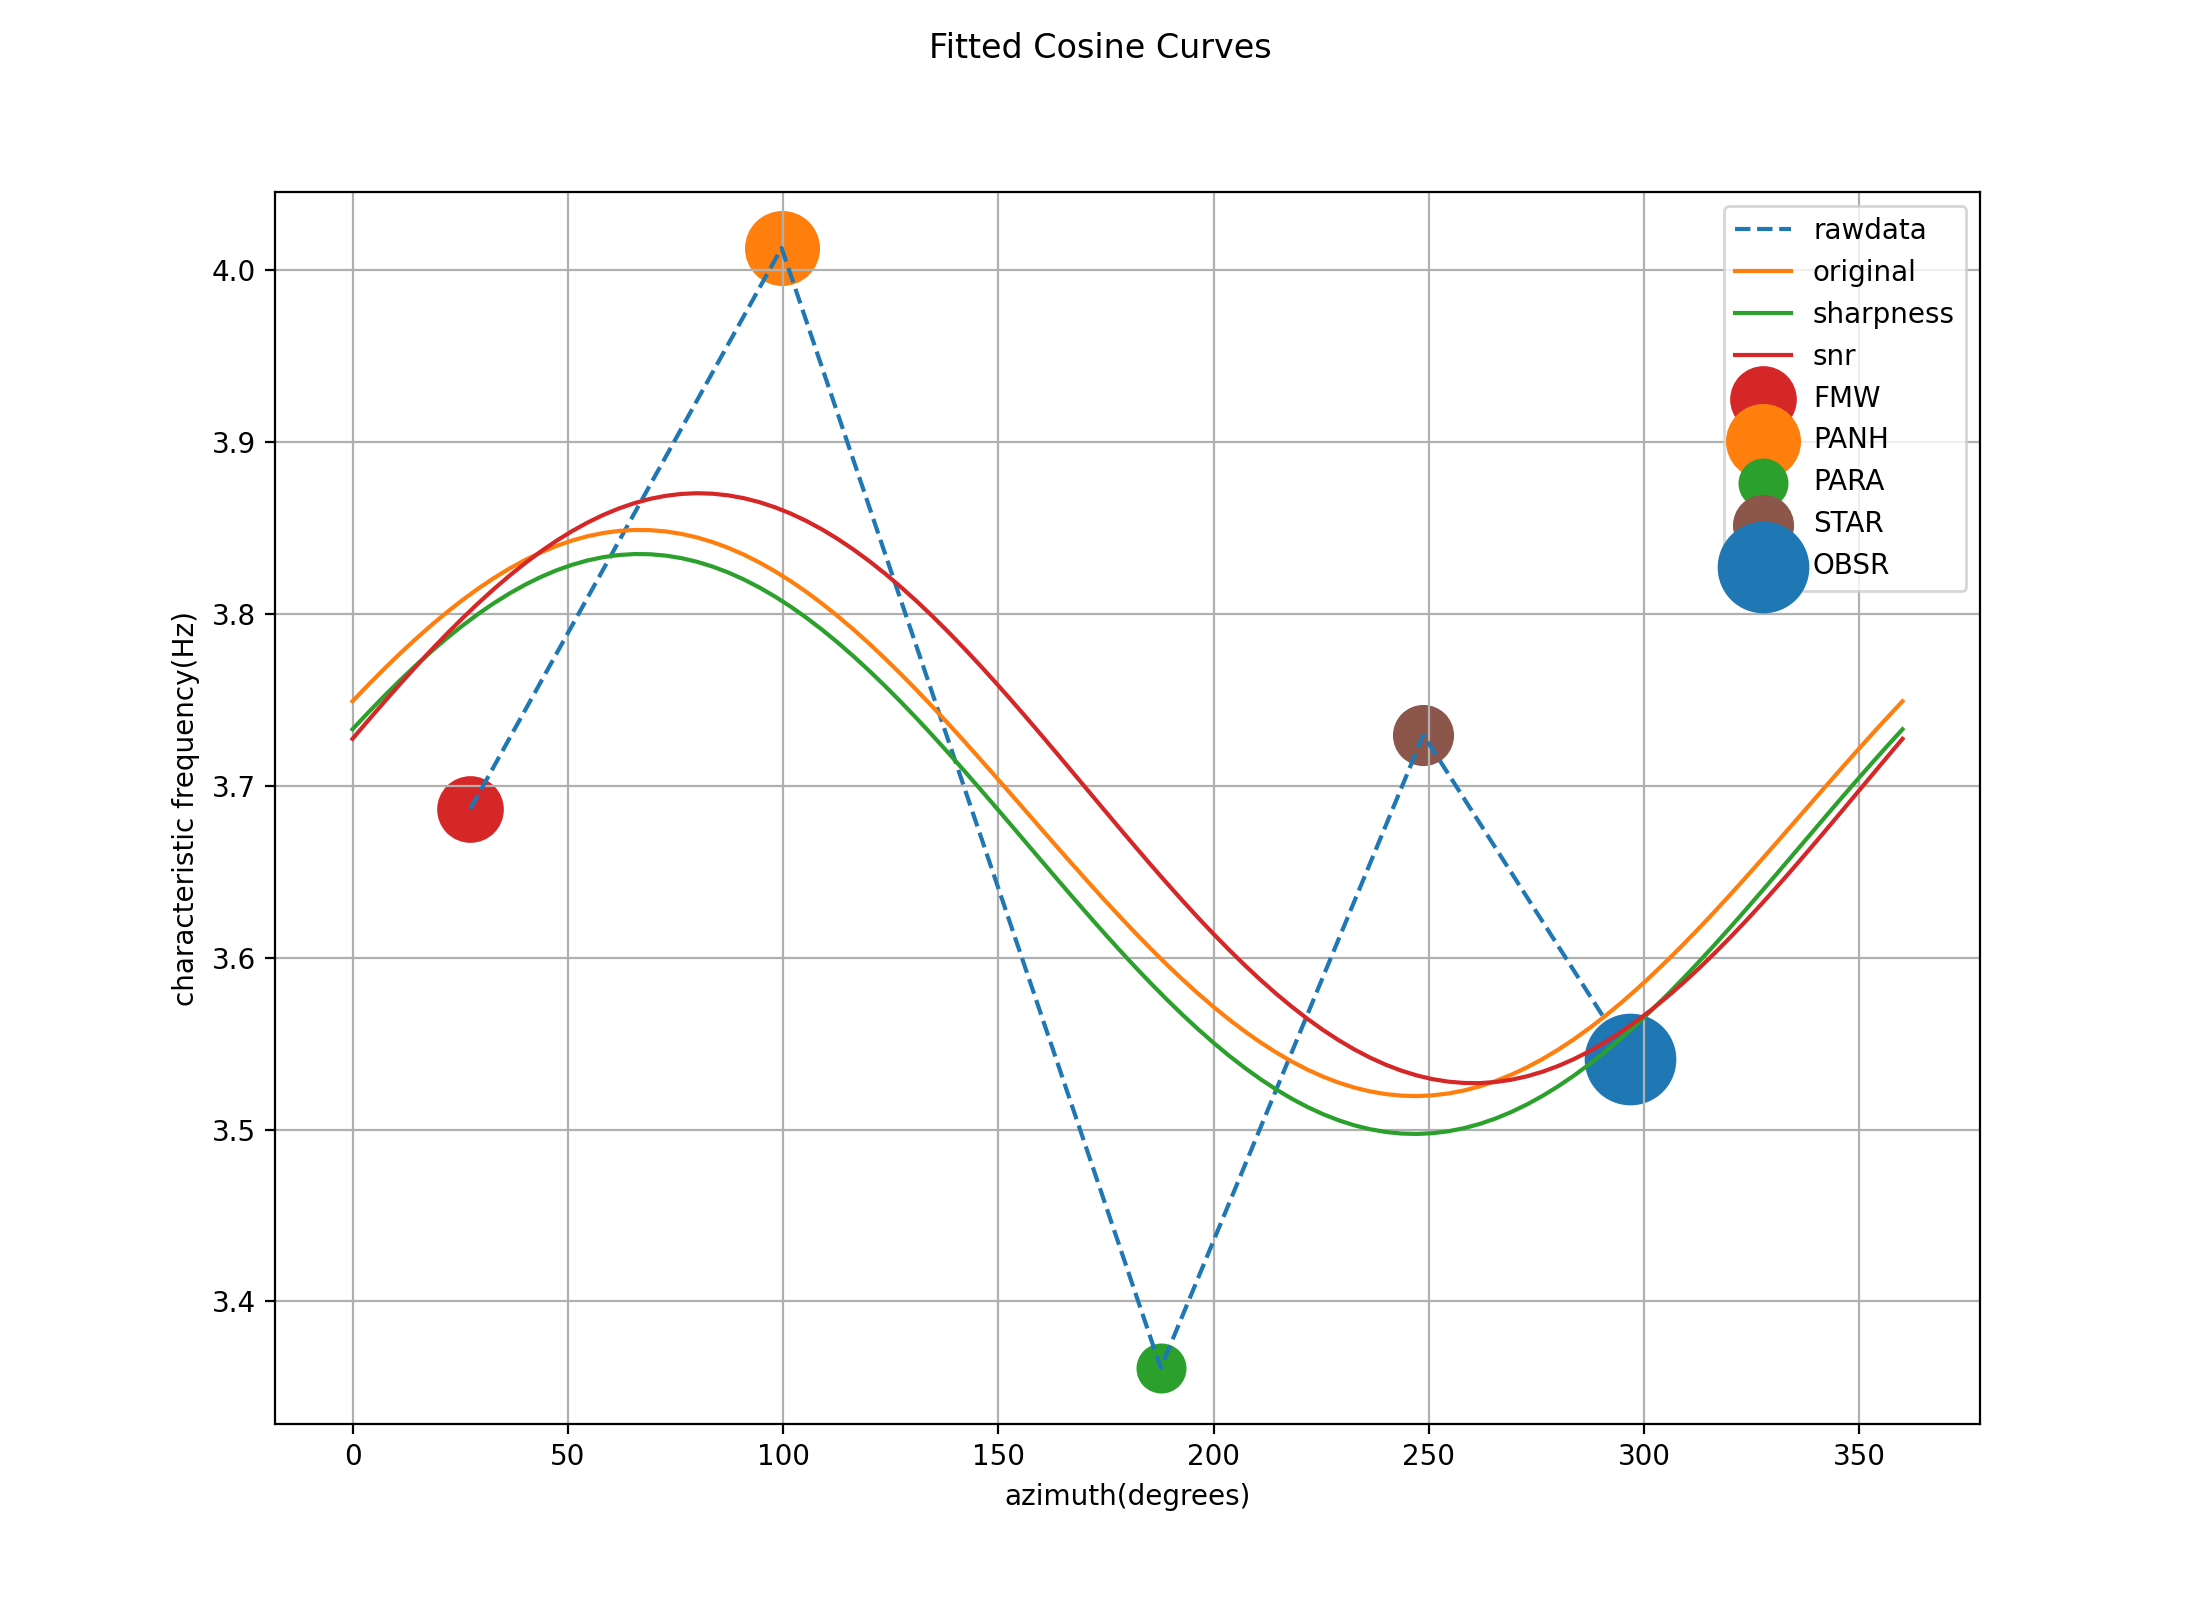 Fitted Cosine Curves
rawdata
original
sharpness
snr
FMW
PANH
PARA
STAR
OBSR
characteristic frequency(Hz)
4.0
3.9
3.8
3.7
3.6
3.5
3.4
0 50 100 150 200 250 300 350
azimuth(degrees)